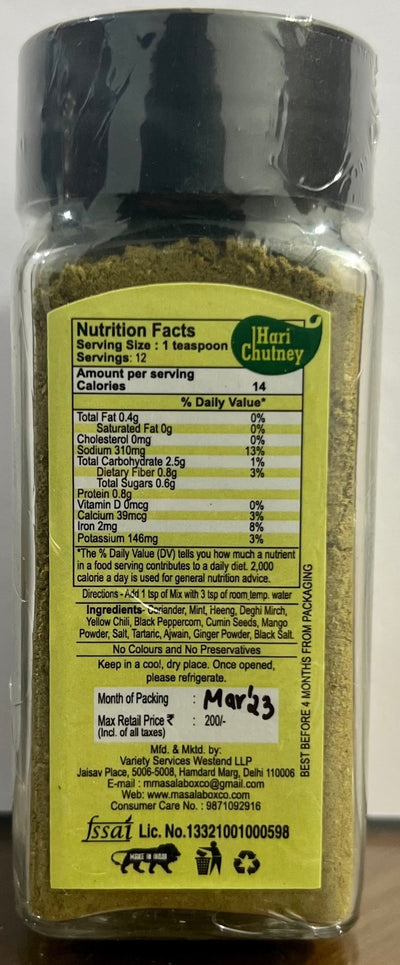 Hari
Chutney
Nutrition Facts
Serving Size : 1 teaspoon
Servings: 12
Amount per serving
Calories 14
% Daily Value*
Total Fat 0.4g 0%
Saturated Fat 0g 0%
Cholesterol 0mg 0%
Sodium 310mg 13%
Total Carbohydrate 2.5g 1%
Dietary Fiber 0.8g 3%
Total Sugars 0.6g
Protein 0.8g
Vitamin D 0mcg 0%
Calcium 39mcg 3%
Iron 2mg 8%
Potassium 146mg 3%
*The % Daily Value (DV) tells you how much a nutrient
in a food serving contributes to a daily diet. 2,000
calorie a day is used for general nutrition advice.
Directions - Add 1 tsp of Mix with 3 tsp of room temp. water
Ingredients- Coriander, Mint, Heeng, Deghi Mirch,
Yellow Chili, Black Peppercorn, Cumin Seeds, Mango
Powder, Salt, Tartaric, Ajwain, Ginger Powder, Black Salt.
No Colours and No Preservatives
Keep in a cool, dry place. Once opened,
please refrigerate.
Month of Packing : Mar'23
Max Retail Price ₹ : 200/-
(Incl. of all taxes)
BEST BEFORE 4 MONTHS FROM PACKAGING
Mfd. & Mktd. by:
Variety Services Westend LLP
Jaisav Place, 5006-5008, Hamdard Marg, Delhi 110006
E-mail : mmasalaboxco@gmail.com
Web: www.masalaboxco.com
Consumer Care No. : 9871092916
fssai Lic. No.13321001000598
MAKE IN INDIA